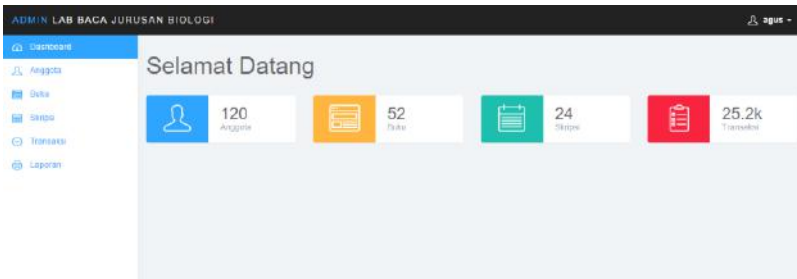 ADMIN LAB BACA JURUSAN BIOLOGI
agus
Dashboard
Anggota
Buku
Skripsi
Transaksi
Laporan
Selamat Datang
120
Anggota
52
Buku
24
Skripsi
25.2k
Transaksi